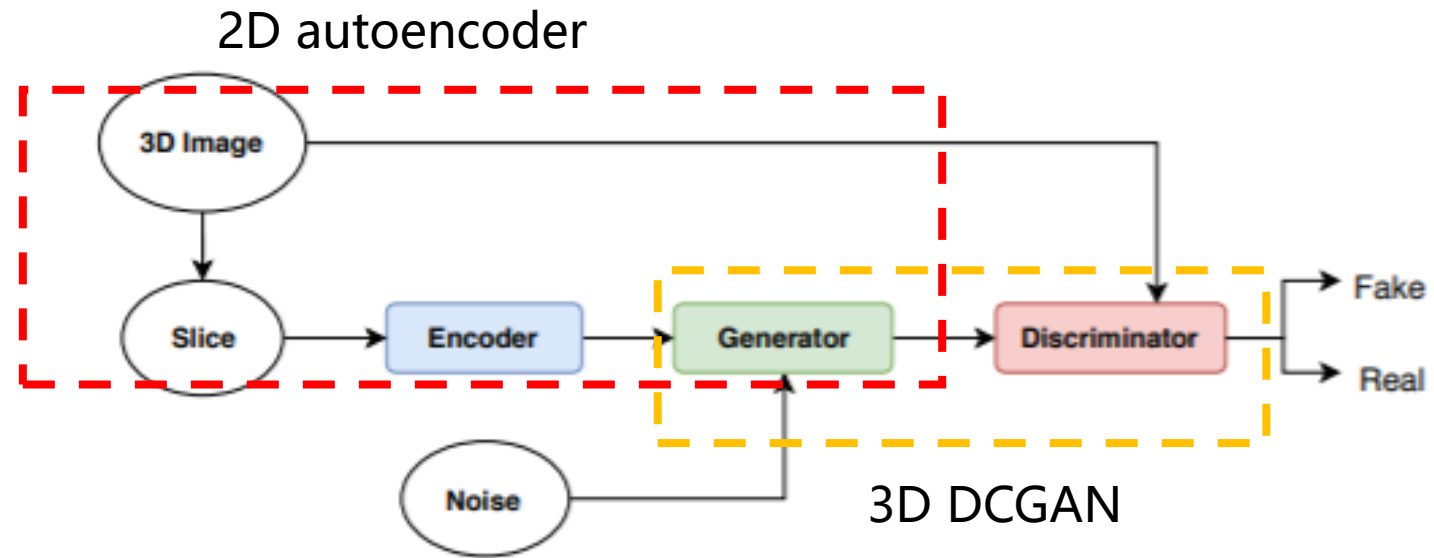 2D autoencoder
3D Image
Slice
Encoder
Generator
Discriminator
Fake
Real
Noise
3D DCGAN